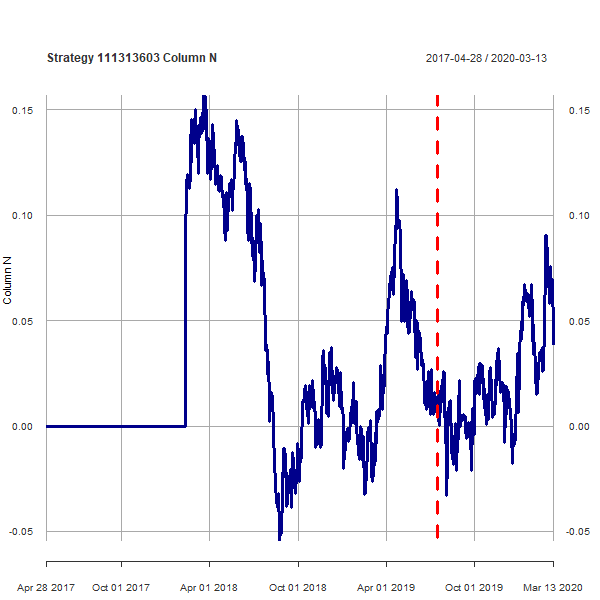 Strategy 111313603 Column N 2017-04-28 / 2020-03-13
0.15 0.15
0.10 0.10
Column N
0.05 0.05
0.00 0.00
-0.05 -0.05
Apr 28 2017 Oct 01 2017 Apr 01 2018 Oct 01 2018 Apr 01 2019 Oct 01 2019 Mar 13 2020